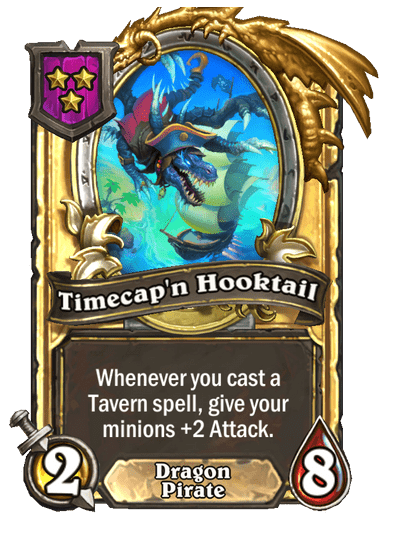 Timecap'n Hooktail
Whenever you cast a
Tavern spell, give your
minions +2 Attack.
2
Dragon
Pirate
8